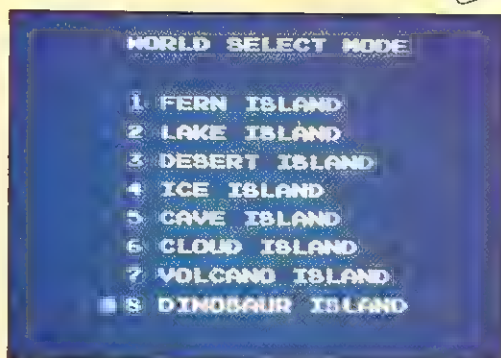 WORLD SELECT MODE
1 FERN ISLAND
2 LAKE ISLAND
3 DESERT ISLAND
4 ICE ISLAND
5 CAVE ISLAND
6 CLOUD ISLAND
7 VOLCANO ISLAND
8 DINOSAUR ISLAND